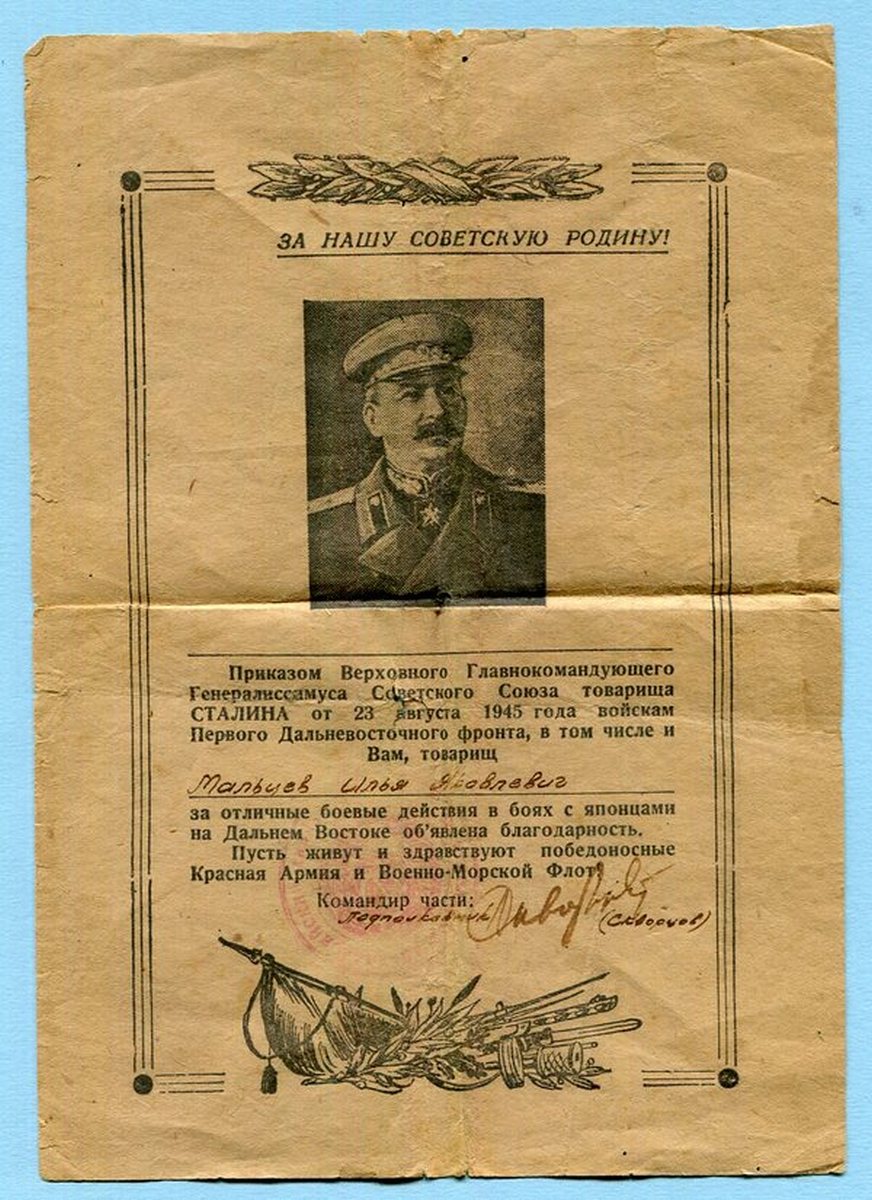 ЗА НАШУ СОВЕТСКУЮ РОДИНУ!
Приказом Верховного Главнокомандующего
Генералиссамуса Советского Союза товарища
СТАЛИНА от 23 августа 1945 года войскам
Первого Дальневосточного фронта, в том числе и
Вам, товарищ
Мальцев Илья Яковлевич
за отличные боевые действия в боях с японцами
на Дальнем Востоке об'явлена благодарность.
Пусть живут и здравствуют победоносные
Красная Армия и Военно-Морской Флот!
Командир части:
Подполковник (Скворцов)